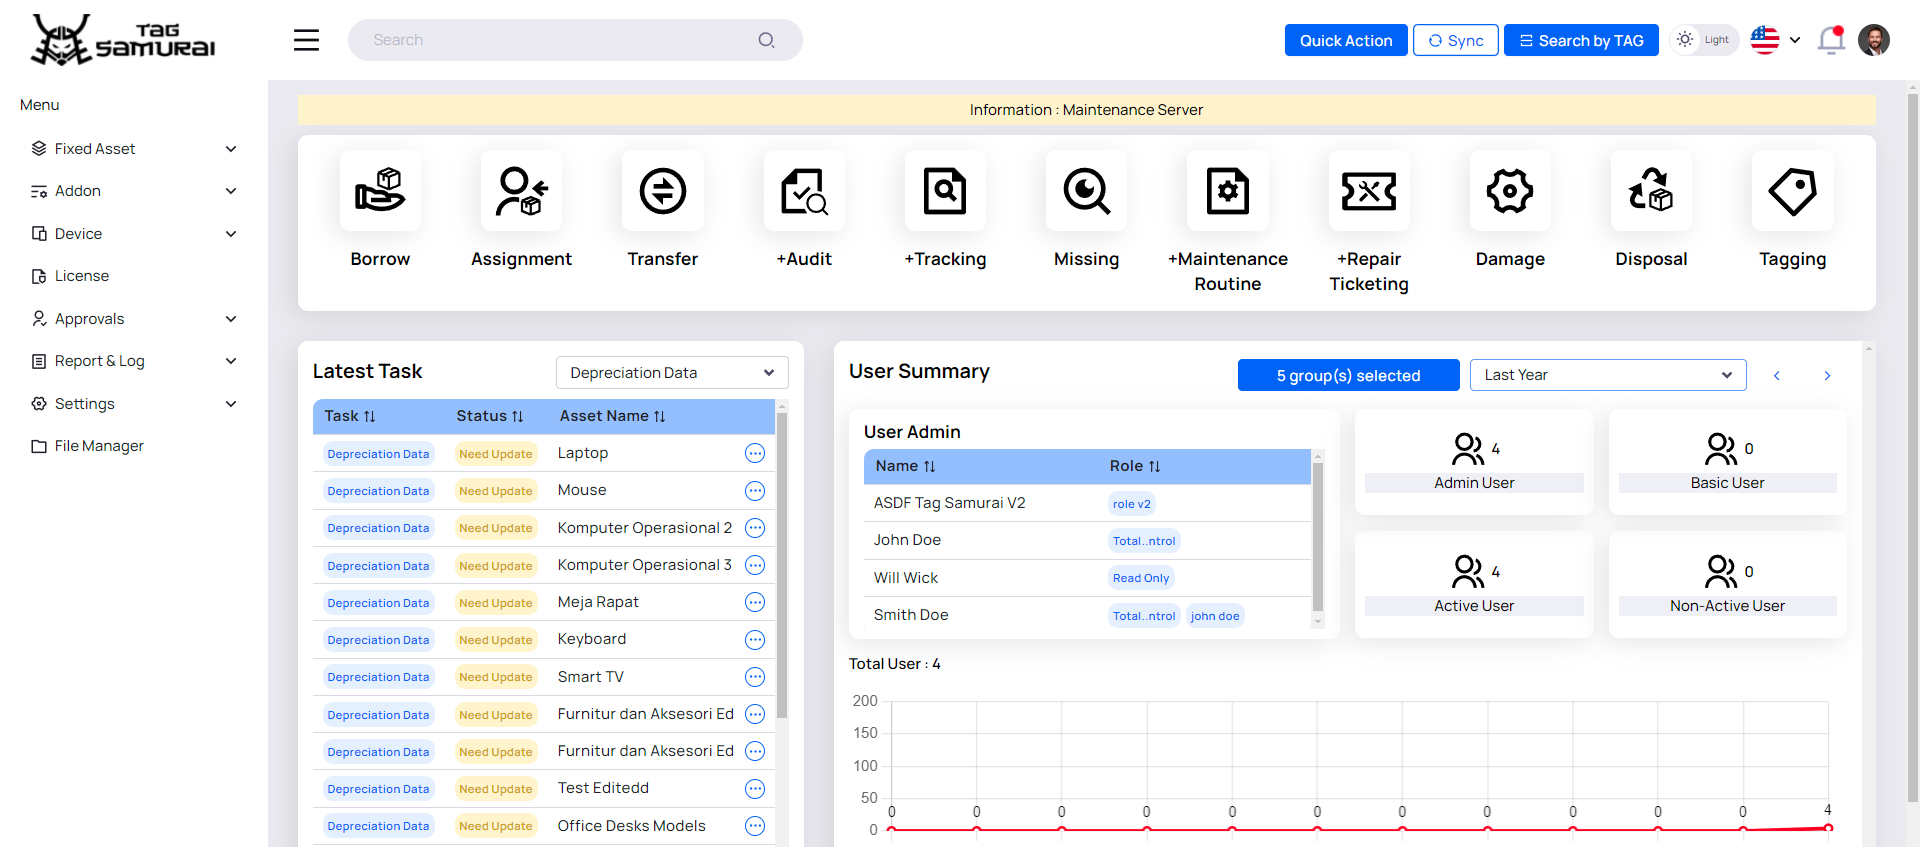 TAG
SAMURAI
Search
Quick Action
Sync
Search by TAG
Light
Menu
Fixed Asset
Addon
Device
License
Approvals
Report & Log
Settings
File Manager
Information : Maintenance Server
Borrow
Assignment
Transfer
+Audit
+Tracking
Missing
+Maintenance
Routine
+Repair
Ticketing
Damage
Disposal
Tagging
Latest Task
Depreciation Data
Task Status Asset Name
Depreciation Data Need Update Laptop
Depreciation Data Need Update Mouse
Depreciation Data Need Update Komputer Operasional 2
Depreciation Data Need Update Komputer Operasional 3
Depreciation Data Need Update Meja Rapat
Depreciation Data Need Update Keyboard
Depreciation Data Need Update Smart TV
Depreciation Data Need Update Furnitur dan Aksesori Ed
Depreciation Data Need Update Furnitur dan Aksesori Ed
Depreciation Data Need Update Test Editedd
Depreciation Data Need Update Office Desks Models
User Summary
5 group(s) selected
Last Year
User Admin
Name Role
ASDF Tag Samurai V2 role v2
John Doe Total..ntrol
Will Wick Read Only
Smith Doe Total..ntrol john doe
4
Admin User
0
Basic User
4
Active User
0
Non-Active User
Total User : 4
200
150
100
50
0
0 0 0 0 0 0 0 0 0 0 0 4